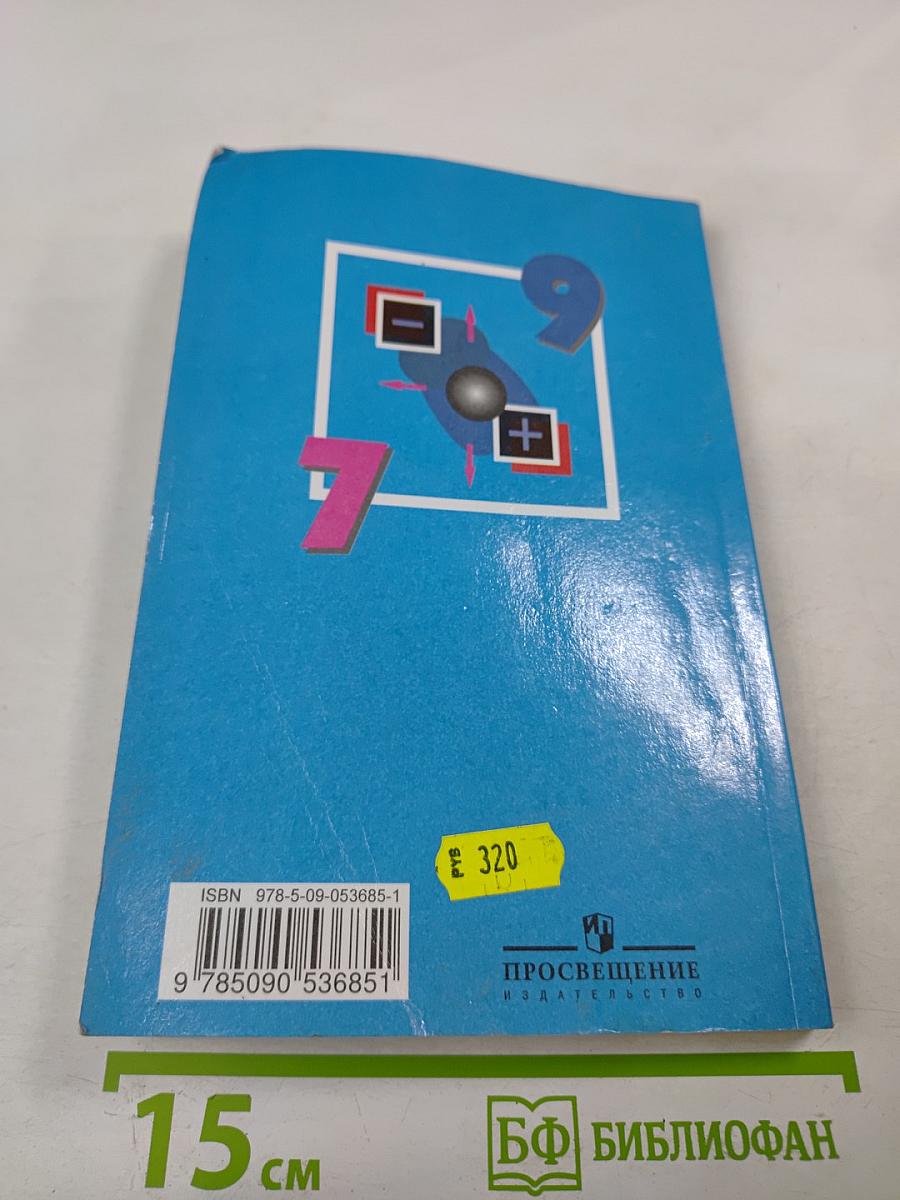 9
−
+
7
РУБ 320
ISBN 978-5-09-053685-1
9 785090 536851
ИП
ПРОСВЕЩЕНИЕ
ИЗДАТЕЛЬСТВО
15 см
БФ БИБЛИОФАН